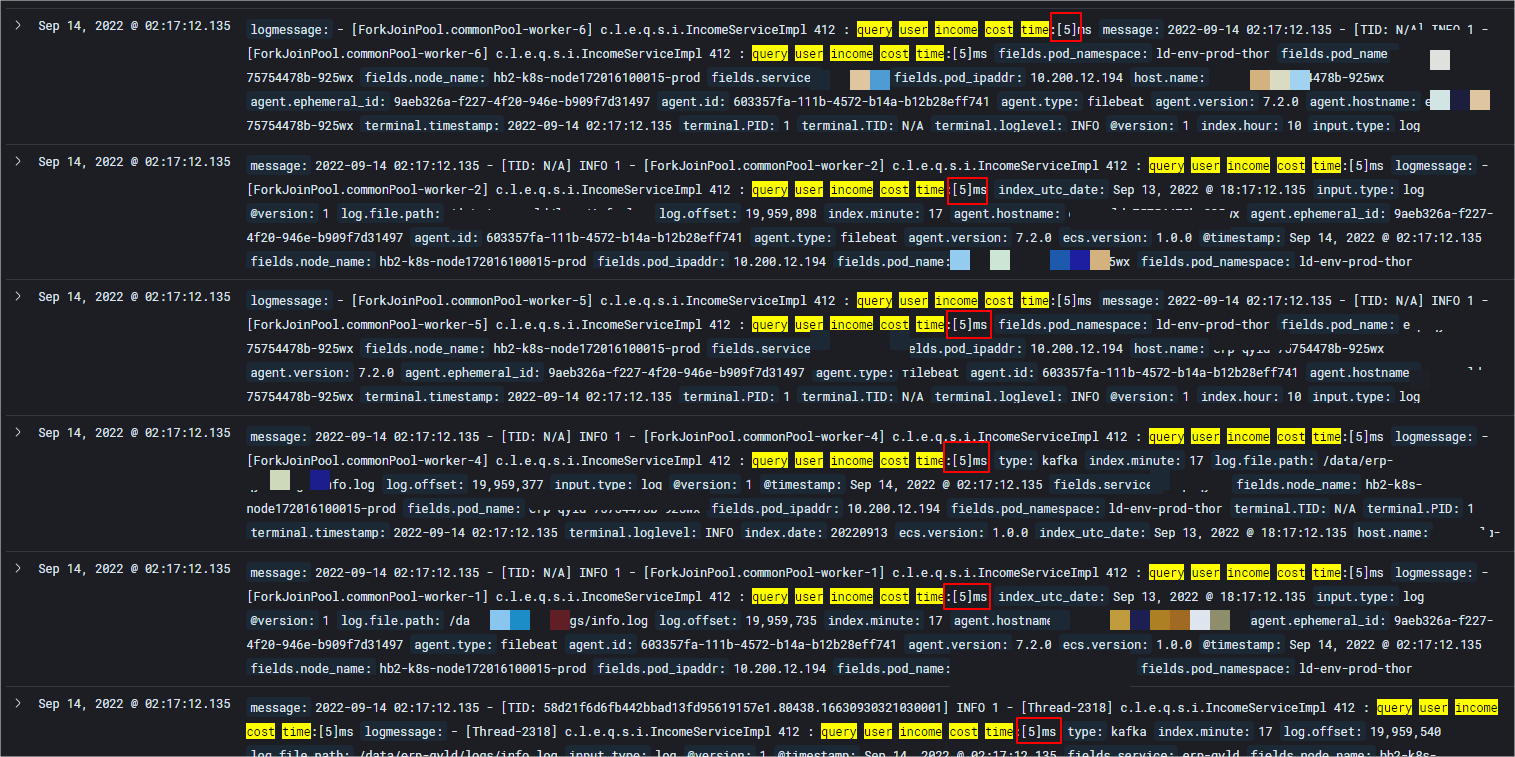 Sep 14, 2022 @ 02:17:12.135 logmessage: - [ForkJoinPool.commonPool-worker-6] c.l.e.q.s.i.IncomeServiceImpl 412 : query user income cost time:[5]ms message: 2022-09-14 02:17:12.135 - [TID: N/A] INFO 1 -
[ForkJoinPool.commonPool-worker-6] c.l.e.q.s.i.IncomeServiceImpl 412 : query user income cost time:[5]ms fields.pod_namespace: ld-env-prod-thor fields.pod_name
75754478b-925wx fields.node_name: hb2-k8s-node172016100015-prod fields.service fields.pod_ipaddr: 10.200.12.194 host.name: 4478b-925wx
agent.ephemeral_id: 9aeb326a-f227-4f20-946e-b909f7d31497 agent.id: 603357fa-111b-4572-b14a-b12b28eff741 agent.type: filebeat agent.version: 7.2.0 agent.hostname: e
75754478b-925wx terminal.timestamp: 2022-09-14 02:17:12.135 terminal.PID: 1 terminal.TID: N/A terminal.loglevel: INFO @version: 1 index.hour: 10 input.type: log
Sep 14, 2022 @ 02:17:12.135 message: 2022-09-14 02:17:12.135 - [TID: N/A] INFO 1 - [ForkJoinPool.commonPool-worker-2] c.l.e.q.s.i.IncomeServiceImpl 412 : query user income cost time:[5]ms logmessage: -
[ForkJoinPool.commonPool-worker-2] c.l.e.q.s.i.IncomeServiceImpl 412 : query user income cost time:[5]ms index_utc_date: Sep 13, 2022 @ 18:17:12.135 input.type: log
@version: 1 log.file.path: log.offset: 19,959,898 index.minute: 17 agent.hostname: agent.ephemeral_id: 9aeb326a-f227-
4f20-946e-b909f7d31497 agent.id: 603357fa-111b-4572-b14a-b12b28eff741 agent.type: filebeat agent.version: 7.2.0 ecs.version: 1.0.0 @timestamp: Sep 14, 2022 @ 02:17:12.135
fields.node_name: hb2-k8s-node172016100015-prod fields.pod_ipaddr: 10.200.12.194 fields.pod_name: 5wx fields.pod_namespace: ld-env-prod-thor
Sep 14, 2022 @ 02:17:12.135 logmessage: - [ForkJoinPool.commonPool-worker-5] c.l.e.q.s.i.IncomeServiceImpl 412 : query user income cost time:[5]ms message: 2022-09-14 02:17:12.135 - [TID: N/A] INFO 1 -
[ForkJoinPool.commonPool-worker-5] c.l.e.q.s.i.IncomeServiceImpl 412 : query user income cost time:[5]ms fields.pod_namespace: ld-env-prod-thor fields.pod_name: e
75754478b-925wx fields.node_name: hb2-k8s-node172016100015-prod fields.service elds.pod_ipaddr: 10.200.12.194 host.name:
agent.version: 7.2.0 agent.ephemeral_id: 9aeb326a-f227-4f20-946e-b909f7d31497 agent.type: filebeat agent.id: 603357fa-111b-4572-b14a-b12b28eff741 agent.hostname
75754478b-925wx terminal.timestamp: 2022-09-14 02:17:12.135 terminal.PID: 1 terminal.TID: N/A terminal.loglevel: INFO @version: 1 index.hour: 10 input.type: log
Sep 14, 2022 @ 02:17:12.135 message: 2022-09-14 02:17:12.135 - [TID: N/A] INFO 1 - [ForkJoinPool.commonPool-worker-4] c.l.e.q.s.i.IncomeServiceImpl 412 : query user income cost time:[5]ms logmessage: -
[ForkJoinPool.commonPool-worker-4] c.l.e.q.s.i.IncomeServiceImpl 412 : query user income cost time:[5]ms type: kafka index.minute: 17 log.file.path: /data/erp-
nfo.log log.offset: 19,959,377 input.type: log @version: 1 @timestamp: Sep 14, 2022 @ 02:17:12.135 fields.service fields.node_name: hb2-k8s-
node172016100015-prod fields.pod_name: fields.pod_ipaddr: 10.200.12.194 fields.pod_namespace: ld-env-prod-thor terminal.TID: N/A terminal.PID: 1
terminal.timestamp: 2022-09-14 02:17:12.135 terminal.loglevel: INFO index.date: 20220913 ecs.version: 1.0.0 index_utc_date: Sep 13, 2022 @ 18:17:12.135 host.name:
Sep 14, 2022 @ 02:17:12.135 message: 2022-09-14 02:17:12.135 - [TID: N/A] INFO 1 - [ForkJoinPool.commonPool-worker-1] c.l.e.q.s.i.IncomeServiceImpl 412 : query user income cost time:[5]ms logmessage: -
[ForkJoinPool.commonPool-worker-1] c.l.e.q.s.i.IncomeServiceImpl 412 : query user income cost time:[5]ms index_utc_date: Sep 13, 2022 @ 18:17:12.135 input.type: log
@version: 1 log.file.path: /da gs/info.log log.offset: 19,959,735 index.minute: 17 agent.hostname agent.ephemeral_id: 9aeb326a-f227-
4f20-946e-b909f7d31497 agent.type: filebeat agent.id: 603357fa-111b-4572-b14a-b12b28eff741 agent.version: 7.2.0 ecs.version: 1.0.0 @timestamp: Sep 14, 2022 @ 02:17:12.135
fields.node_name: hb2-k8s-node172016100015-prod fields.pod_ipaddr: 10.200.12.194 fields.pod_name: fields.pod_namespace: ld-env-prod-thor
Sep 14, 2022 @ 02:17:12.135 message: 2022-09-14 02:17:12.135 - [TID: 58d21f6d6fb442bbad13fd95619157e1.80438.16630930321030001] INFO 1 - [Thread-2318] c.l.e.q.s.i.IncomeServiceImpl 412 : query user income
cost time:[5]ms logmessage: - [Thread-2318] c.l.e.q.s.i.IncomeServiceImpl 412 : query user income cost time:[5]ms type: kafka index.minute: 17 log.offset: 19,959,540
log.file.path: /data/erp-qyld/logs/info.log input.type: log @version: 1 @timestamp: Sep 14, 2022 @ 02:17:12.135 fields.service: erp-qyld fields.node_name: hb2-k8s-